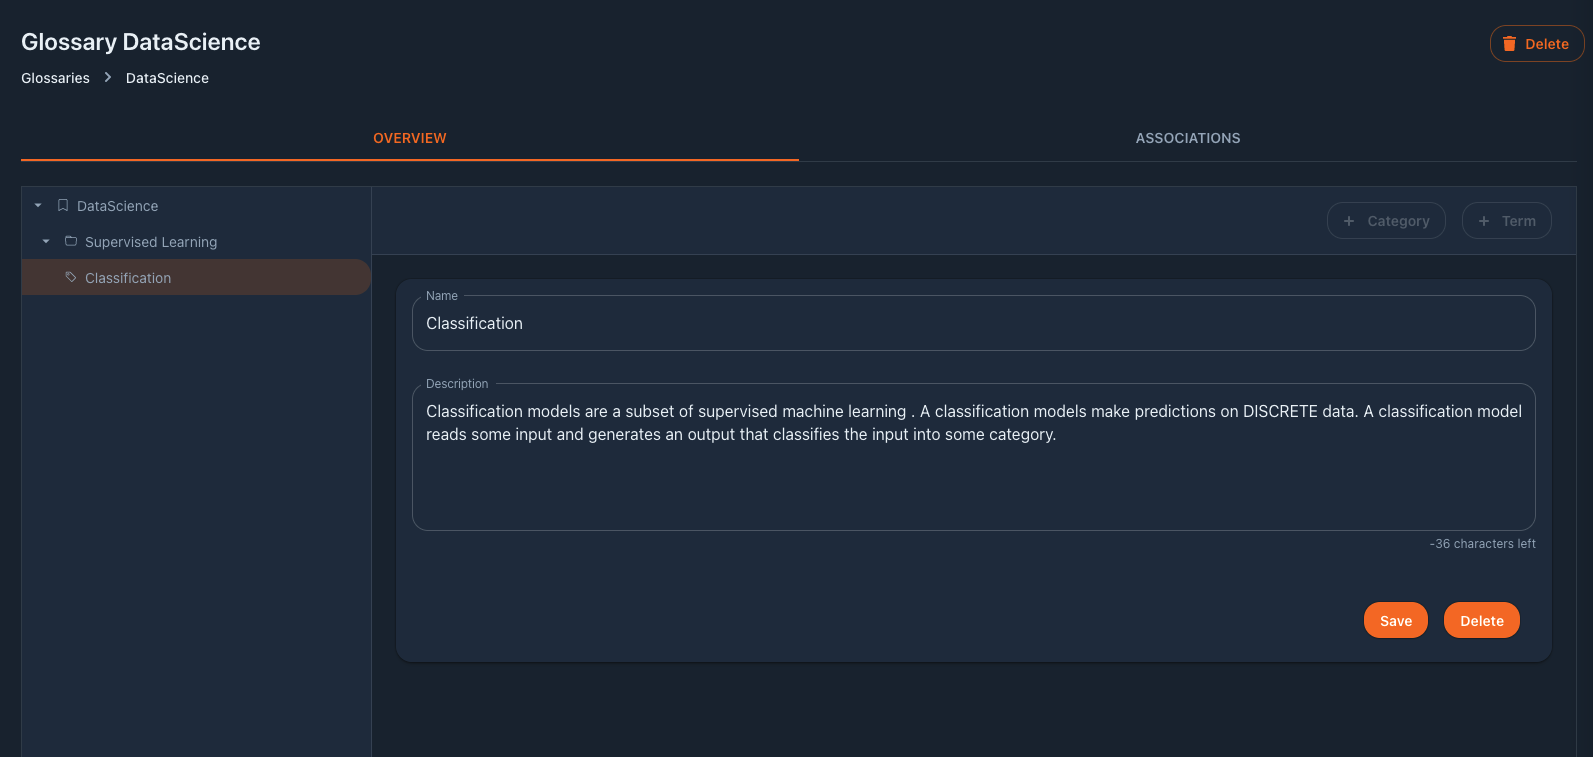 Glossary DataScience
Delete
Glossaries > DataScience
OVERVIEW
ASSOCIATIONS
DataScience
Supervised Learning
Classification
+ Category
+ Term
Name
Classification
Description
Classification models are a subset of supervised machine learning . A classification models make predictions on DISCRETE data. A classification model
reads some input and generates an output that classifies the input into some category.
-36 characters left
Save
Delete